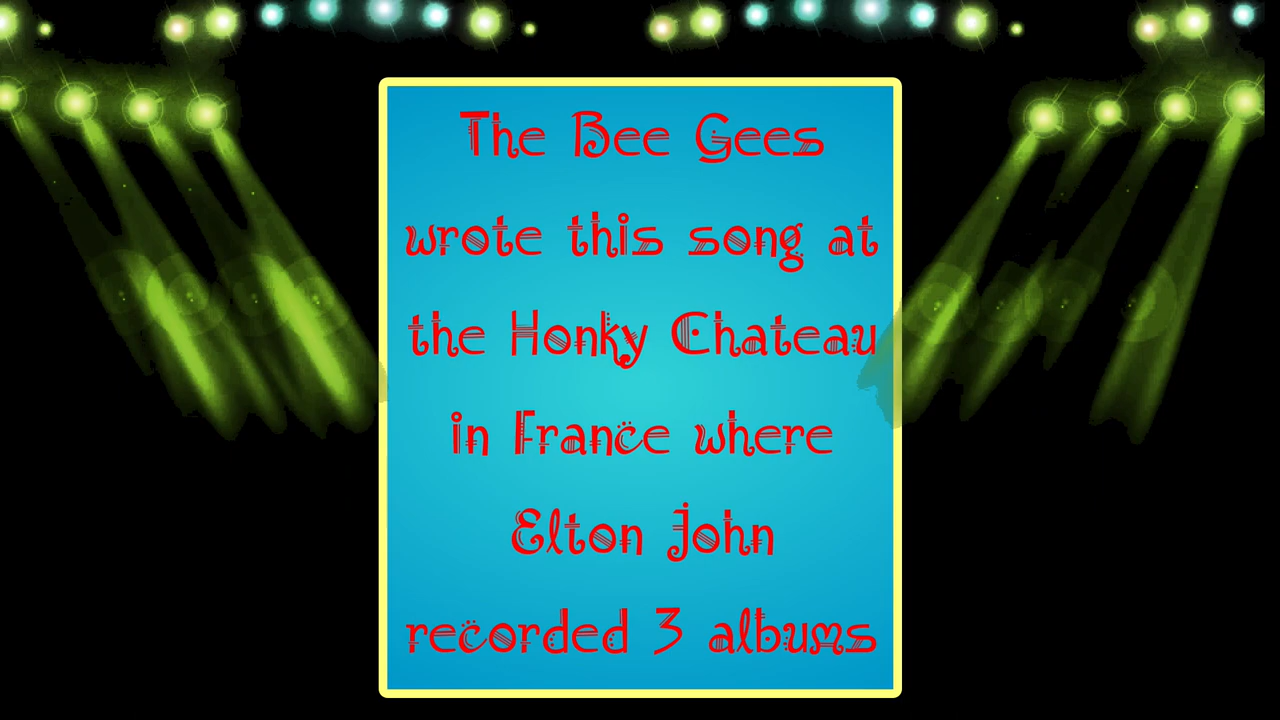 The Bee Gees
wrote this song at
the Honky Chateau
in France where
Elton John
recorded 3 albums